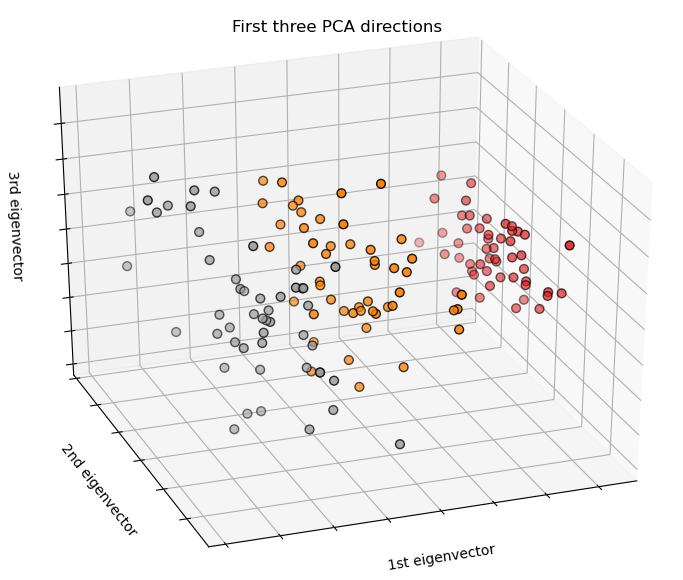 First three PCA directions
3rd eigenvector
2nd eigenvector
1st eigenvector